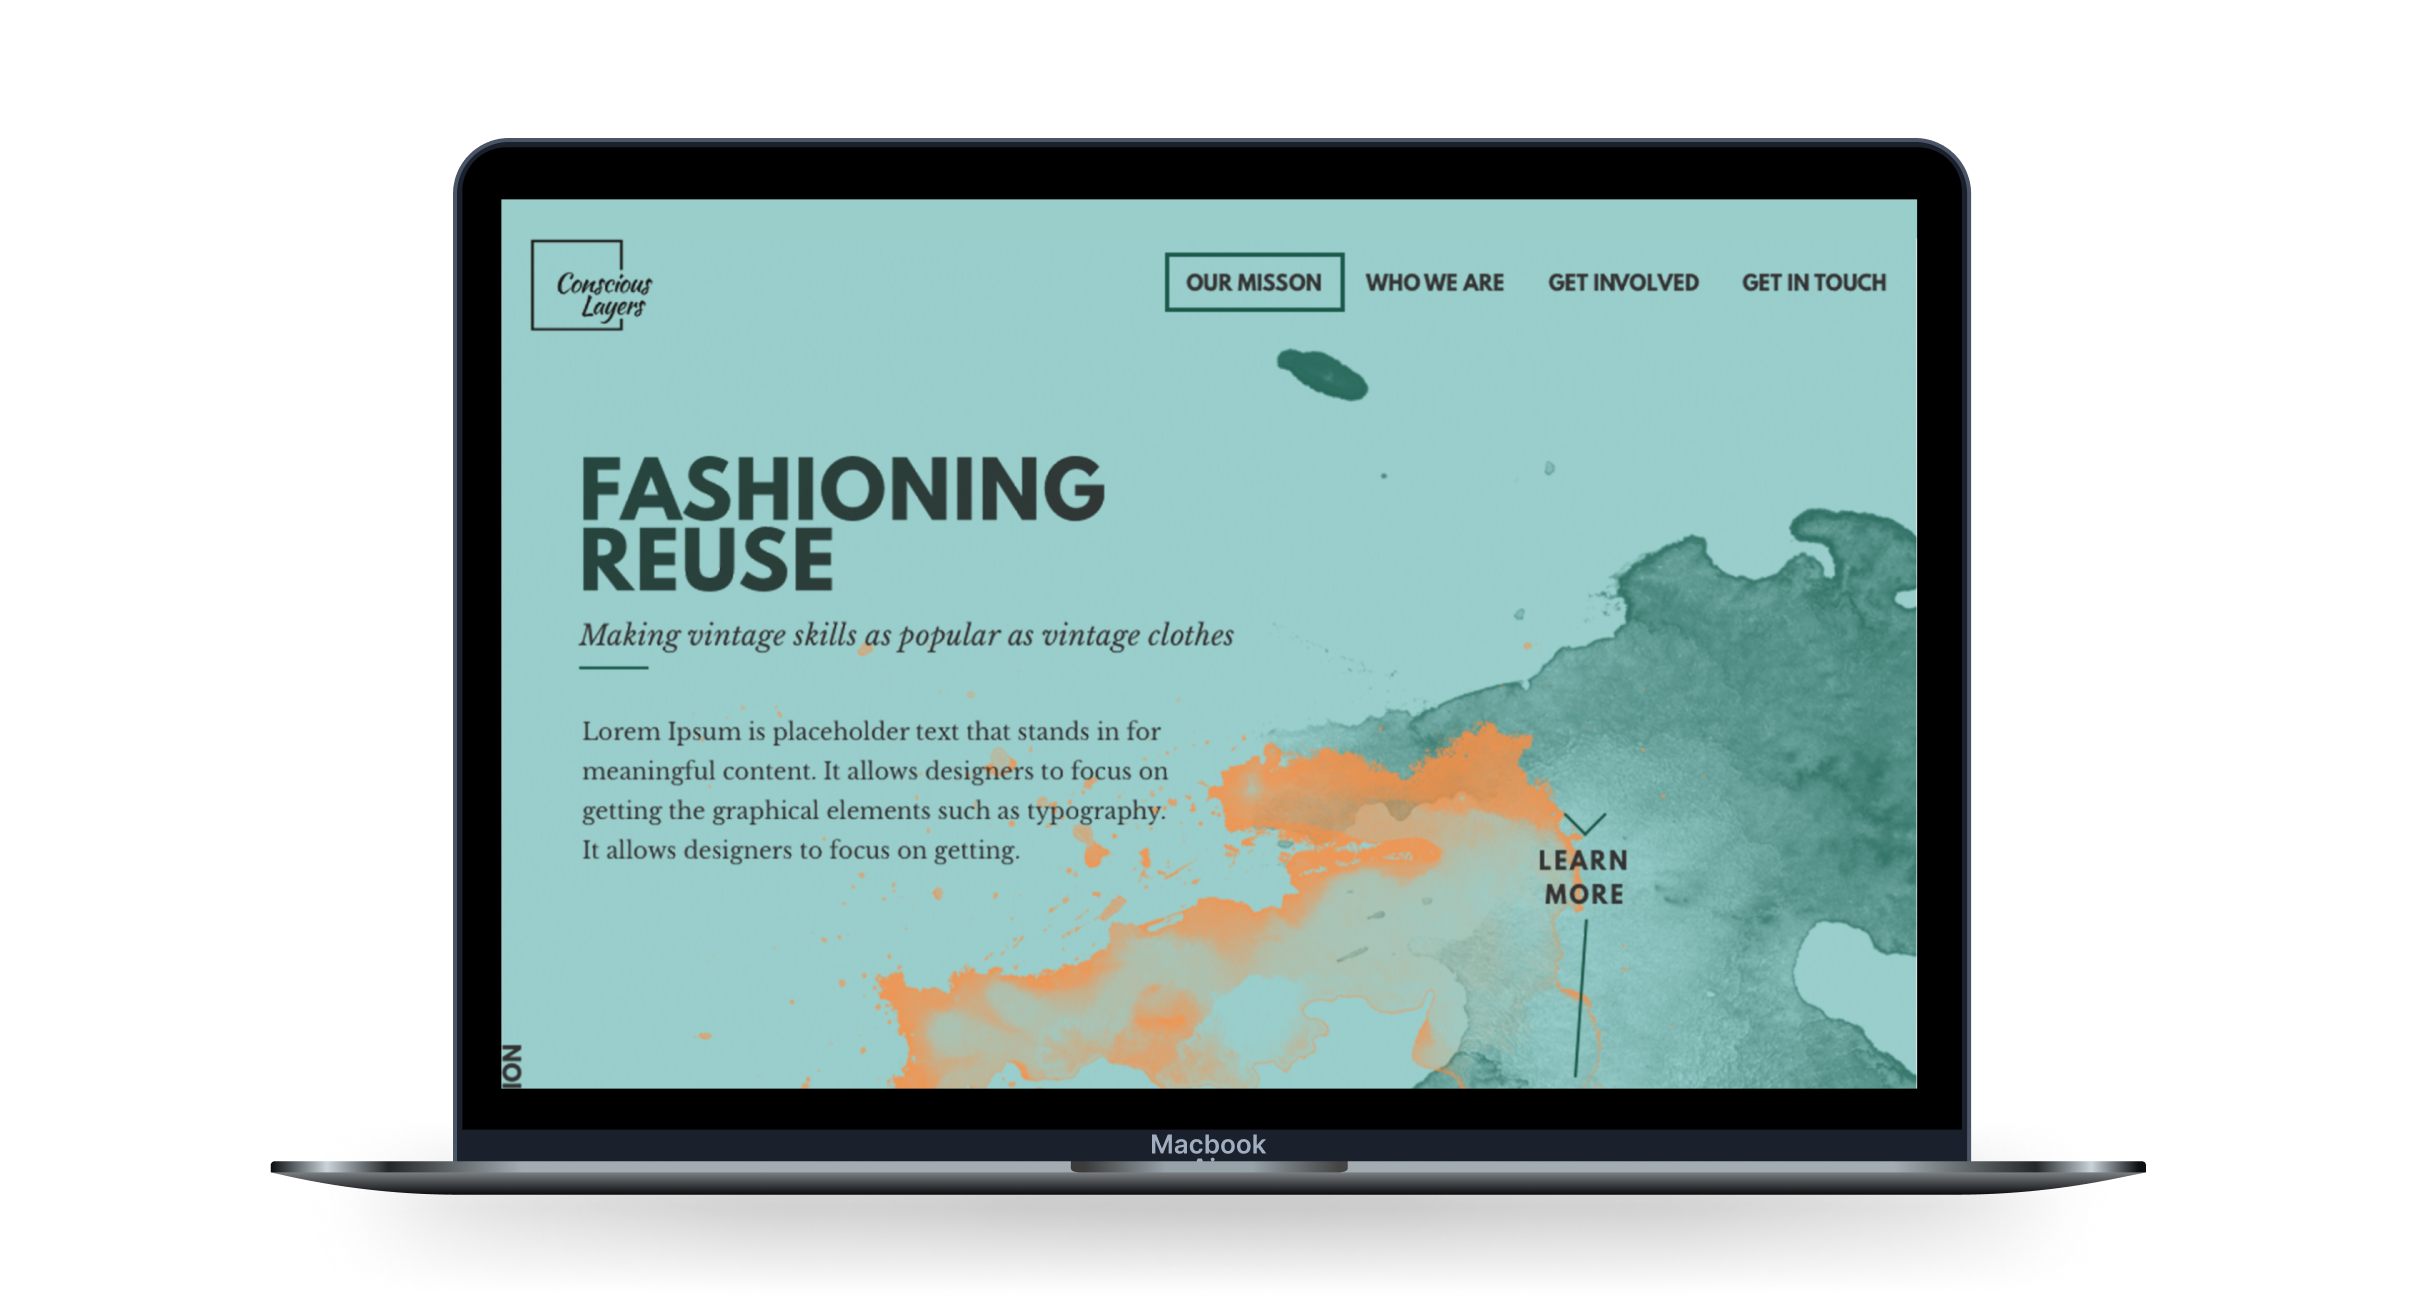 Conscious
Layers
OUR MISSON
WHO WE ARE
GET INVOLVED
GET IN TOUCH
FASHIONING
REUSE
Making vintage skills as popular as vintage clothes
Lorem Ipsum is placeholder text that stands in for
meaningful content. It allows designers to focus on
getting the graphical elements such as typography.
It allows designers to focus on getting.
LEARN
MORE
ION
Macbook